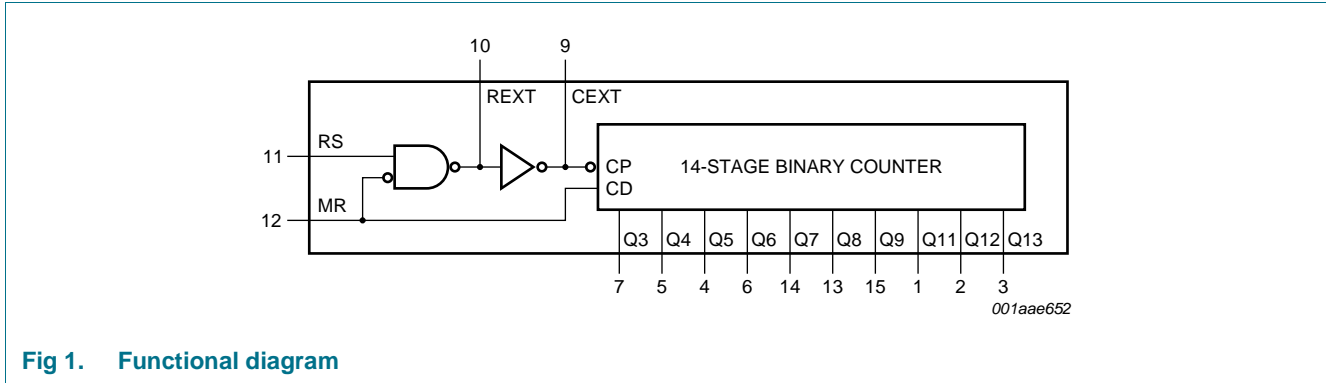 10 9
REXT CEXT
11 RS
CP 14-STAGE BINARY COUNTER
CD
12 MR
Q3 Q4 Q5 Q6 Q7 Q8 Q9 Q11 Q12 Q13
7 5 4 6 14 13 15 1 2 3
001aae652
Fig 1. Functional diagram